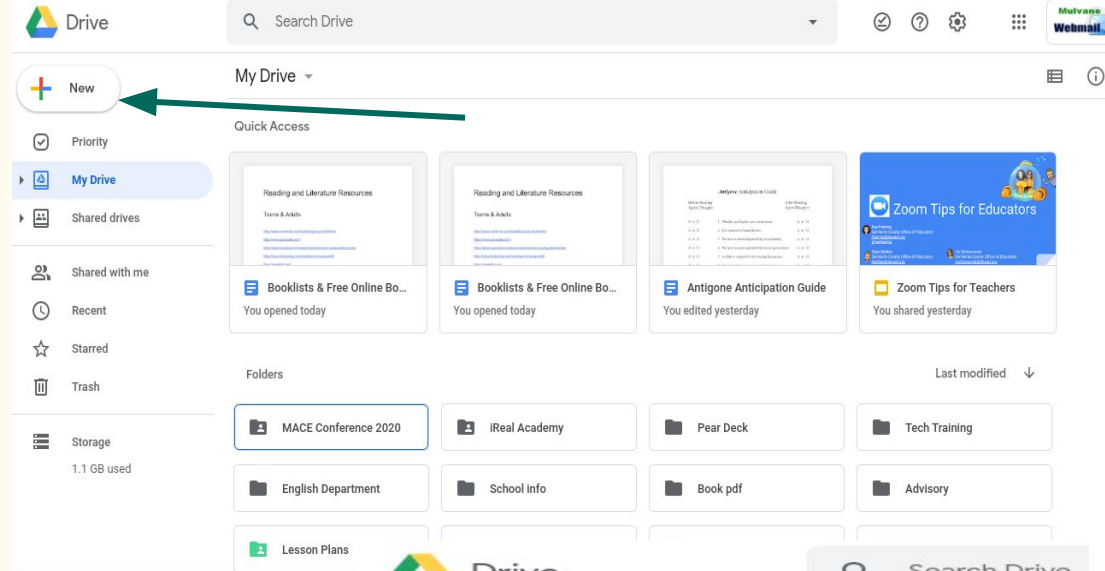 Drive
Search Drive
Mulvane
Webmail
New
My Drive
Priority
My Drive
Shared drives
Shared with me
Recent
Starred
Trash
Storage
1.1 GB used
Quick Access
Reading and Literature Resources
Teens & Adults
Reading and Literature Resources
Teens & Adults
Antigone Anticipation Guide
Zoom Tips for Educators
Booklists & Free Online Bo...
You opened today
Booklists & Free Online Bo...
You opened today
Antigone Anticipation Guide
You edited yesterday
Zoom Tips for Teachers
You shared yesterday
Folders
Last modified
MACE Conference 2020
iReal Academy
Pear Deck
Tech Training
English Department
School info
Book pdf
Advisory
Lesson Plans
Drive
Search Drive